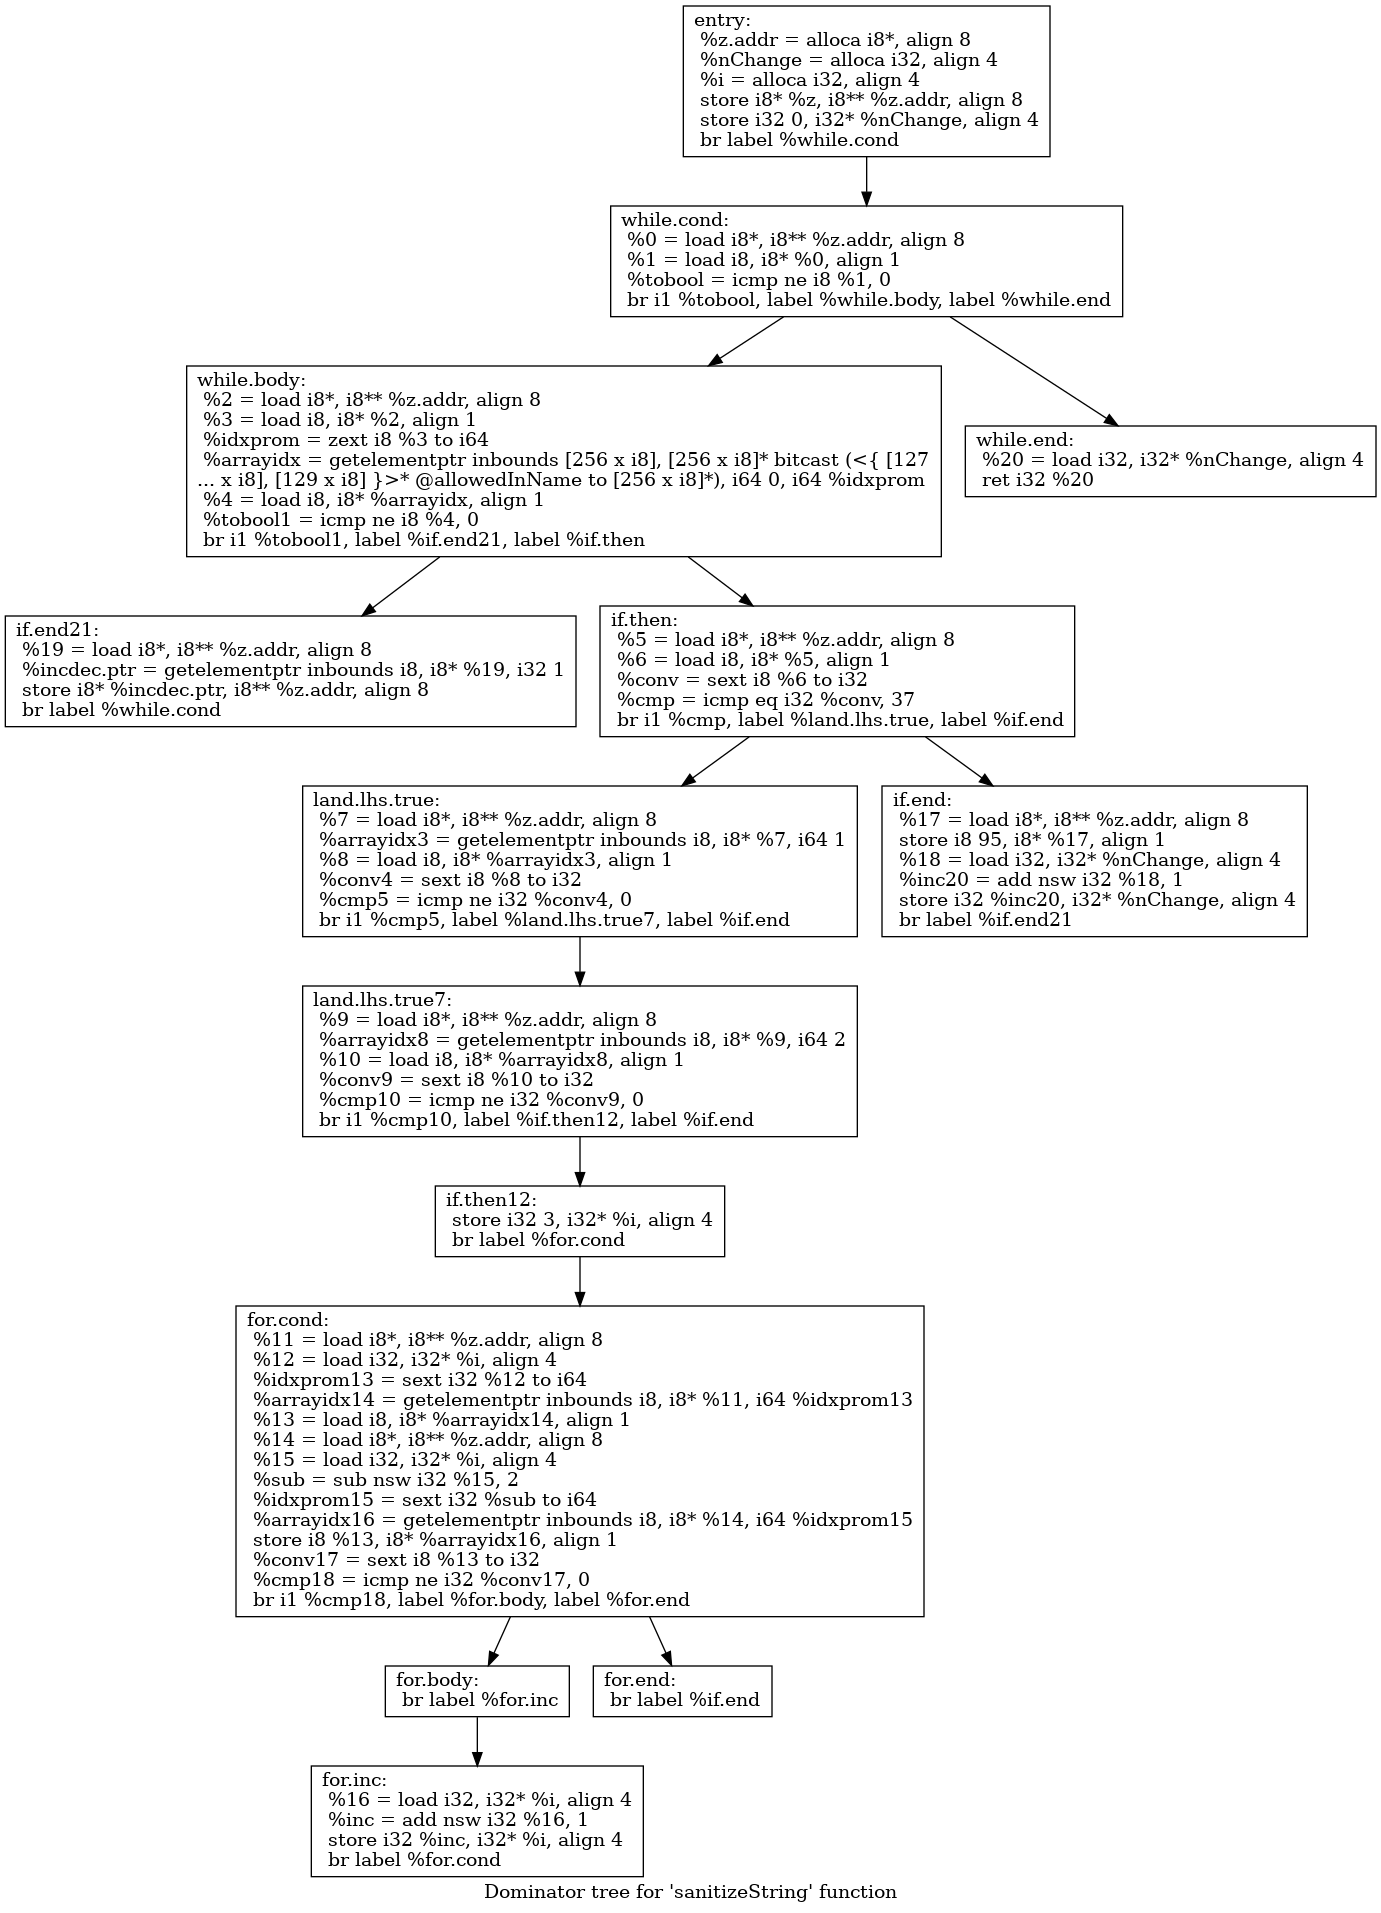 entry:
%z.addr = alloca i8*, align 8
%nChange = alloca i32, align 4
%i = alloca i32, align 4
store i8* %z, i8** %z.addr, align 8
store i32 0, i32* %nChange, align 4
br label %while.cond
while.cond:
%0 = load i8*, i8** %z.addr, align 8
%1 = load i8, i8* %0, align 1
%tobool = icmp ne i8 %1, 0
br i1 %tobool, label %while.body, label %while.end
while.body:
%2 = load i8*, i8** %z.addr, align 8
%3 = load i8, i8* %2, align 1
%idxprom = zext i8 %3 to i64
%arrayidx = getelementptr inbounds [256 x i8], [256 x i8]* bitcast (<{ [127
... x i8], [129 x i8] }>* @allowedInName to [256 x i8]*), i64 0, i64 %idxprom
%4 = load i8, i8* %arrayidx, align 1
%tobool1 = icmp ne i8 %4, 0
br i1 %tobool1, label %if.end21, label %if.then
while.end:
%20 = load i32, i32* %nChange, align 4
ret i32 %20
if.end21:
%19 = load i8*, i8** %z.addr, align 8
%incdec.ptr = getelementptr inbounds i8, i8* %19, i32 1
store i8* %incdec.ptr, i8** %z.addr, align 8
br label %while.cond
if.then:
%5 = load i8*, i8** %z.addr, align 8
%6 = load i8, i8* %5, align 1
%conv = sext i8 %6 to i32
%cmp = icmp eq i32 %conv, 37
br i1 %cmp, label %land.lhs.true, label %if.end
land.lhs.true:
%7 = load i8*, i8** %z.addr, align 8
%arrayidx3 = getelementptr inbounds i8, i8* %7, i64 1
%8 = load i8, i8* %arrayidx3, align 1
%conv4 = sext i8 %8 to i32
%cmp5 = icmp ne i32 %conv4, 0
br i1 %cmp5, label %land.lhs.true7, label %if.end
if.end:
%17 = load i8*, i8** %z.addr, align 8
store i8 95, i8* %17, align 1
%18 = load i32, i32* %nChange, align 4
%inc20 = add nsw i32 %18, 1
store i32 %inc20, i32* %nChange, align 4
br label %if.end21
land.lhs.true7:
%9 = load i8*, i8** %z.addr, align 8
%arrayidx8 = getelementptr inbounds i8, i8* %9, i64 2
%10 = load i8, i8* %arrayidx8, align 1
%conv9 = sext i8 %10 to i32
%cmp10 = icmp ne i32 %conv9, 0
br i1 %cmp10, label %if.then12, label %if.end
if.then12:
store i32 3, i32* %i, align 4
br label %for.cond
for.cond:
%11 = load i8*, i8** %z.addr, align 8
%12 = load i32, i32* %i, align 4
%idxprom13 = sext i32 %12 to i64
%arrayidx14 = getelementptr inbounds i8, i8* %11, i64 %idxprom13
%13 = load i8, i8* %arrayidx14, align 1
%14 = load i8*, i8** %z.addr, align 8
%15 = load i32, i32* %i, align 4
%sub = sub nsw i32 %15, 2
%idxprom15 = sext i32 %sub to i64
%arrayidx16 = getelementptr inbounds i8, i8* %14, i64 %idxprom15
store i8 %13, i8* %arrayidx16, align 1
%conv17 = sext i8 %13 to i32
%cmp18 = icmp ne i32 %conv17, 0
br i1 %cmp18, label %for.body, label %for.end
for.body:
br label %for.inc
for.end:
br label %if.end
for.inc:
%16 = load i32, i32* %i, align 4
%inc = add nsw i32 %16, 1
store i32 %inc, i32* %i, align 4
br label %for.cond
Dominator tree for 'sanitizeString' function